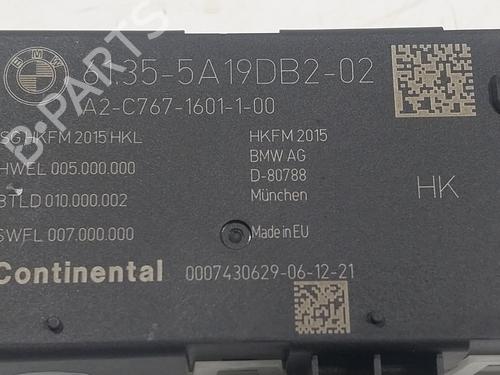 BMW
61.35-5A19DB2-02
A2-C767-1601-1-00
SG HKFM 2015 HKL
HWEL 005.000.000
BTLD 010.000.002
SWFL 007.000.000
HKFM 2015
BMW AG
D-80788
München
Made in EU
HK
Continental
0007430629-06-12-21
B-PARTS